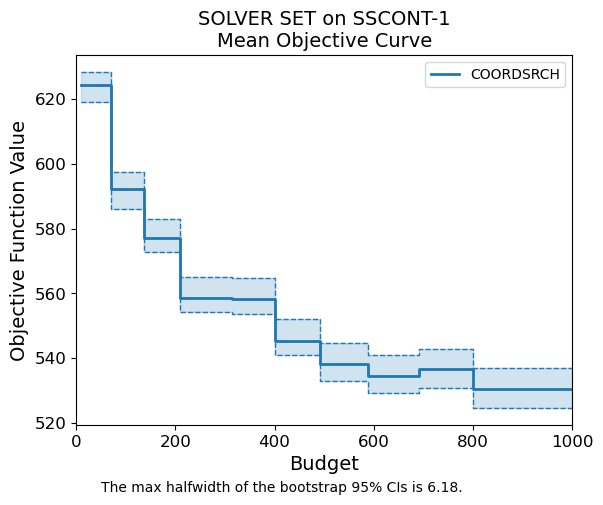 SOLVER SET on SSCONT-1
Mean Objective Curve
COORDSRCH
Objective Function Value
620
600
580
560
540
520
0 200 400 600 800 1000
Budget
The max halfwidth of the bootstrap 95% CIs is 6.18.